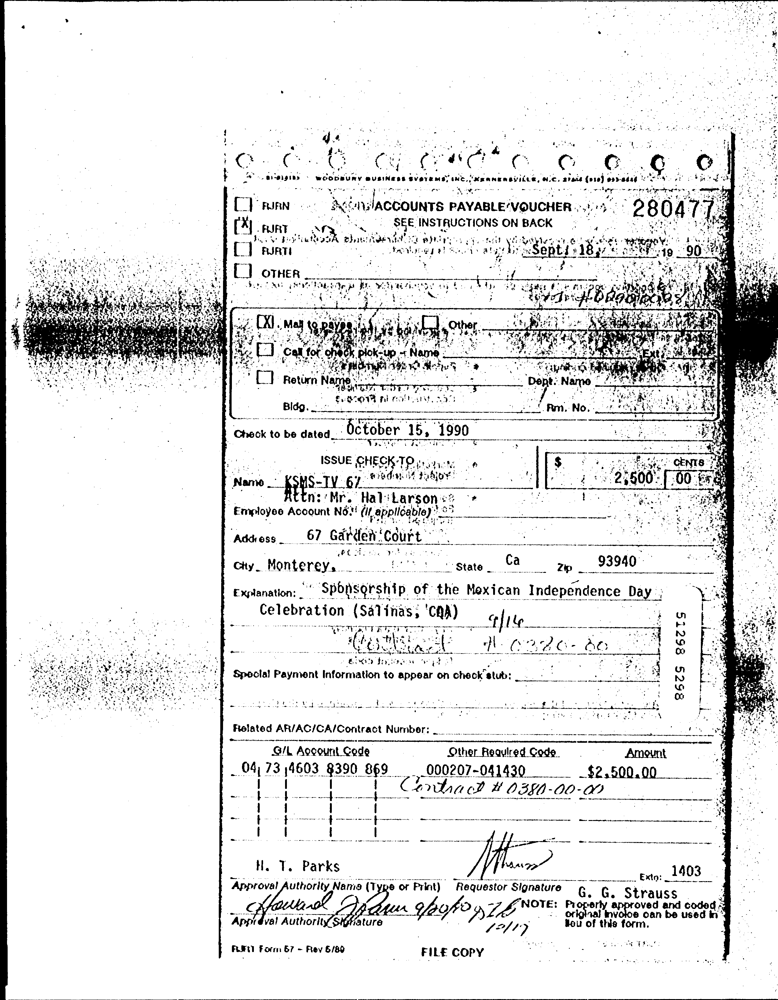 WOODBURY BUSINESS SYSTEMS, INC., KERNERSVILLE, N.C.
RJRN ACCOUNTS PAYABLE VOUCHER 280477
[X] RJRT SEE INSTRUCTIONS ON BACK
RJRTI Sept. 18, 19 90
OTHER
[X] Mail to payee Other
Call for check pick-up - Name Ext.
Return Name Dept. Name
Bldg. Rm. No.
Check to be dated October 15, 1990
ISSUE CHECK TO $ CENTS
Name KSMS-TV 67 2,500 00
Attn: Mr. Hal Larson
Employee Account No. (if applicable)
Address 67 Garden Court
City Monterey, State Ca Zip 93940
Explanation: Sponsorship of the Mexican Independence Day
Celebration (Salinas, COA) 9/16
Contract # 0380-00
Special Payment Information to appear on check stub:
51298 5298
Related AR/AC/CA/Contract Number:
G/L Account Code Other Required Code Amount
04 73 4603 8390 869 000207-041430 $2,500.00
Contract # 0380-00-00
H. T. Parks Extn: 1403
Approval Authority Name (Type or Print) Requestor Signature G. G. Strauss
NOTE: Properly approved and coded
original invoice can be used in
lieu of this form.
Approval Authority Signature 10/17
RJRT Form 57 - Rev 5/89 FILE COPY